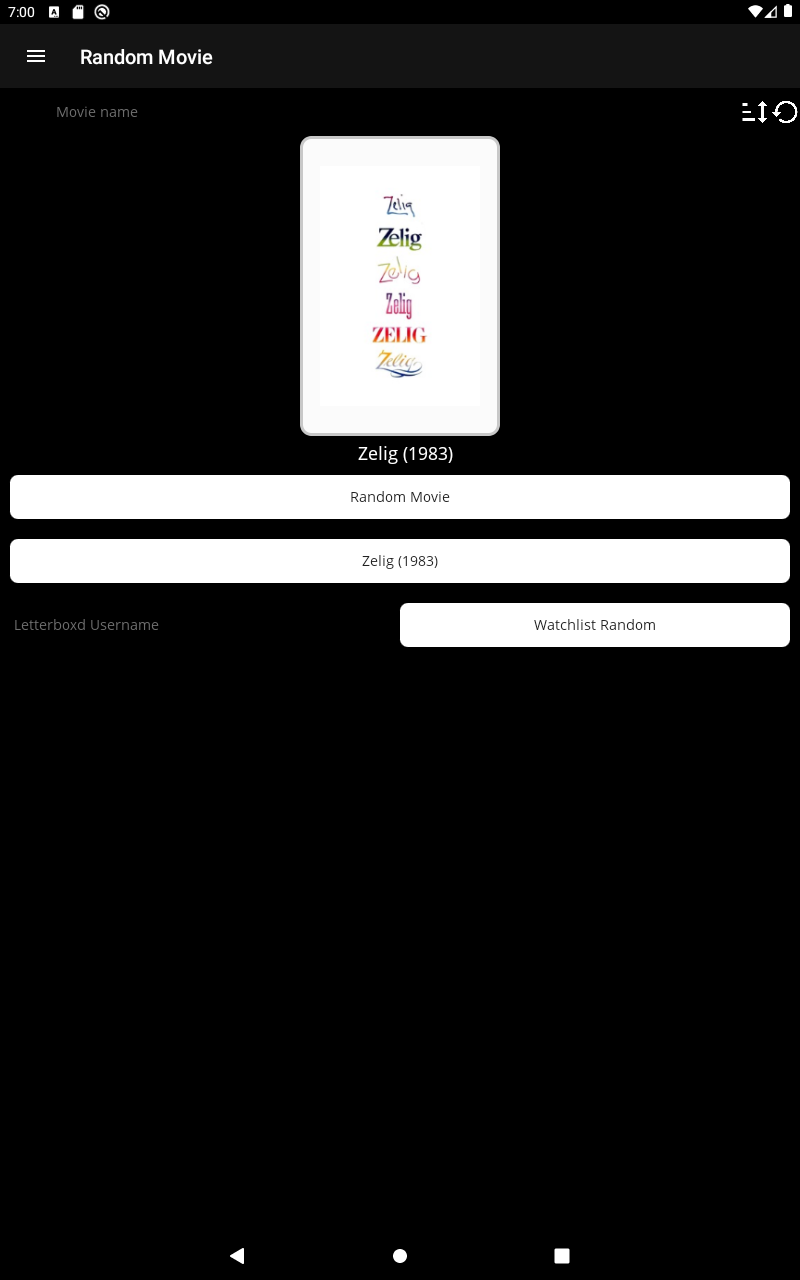 7:00
Random Movie
Movie name
Zelig
Zelig
Zelig
Zelig
ZELIG
Zelig
Zelig (1983)
Random Movie
Zelig (1983)
Letterboxd Username
Watchlist Random